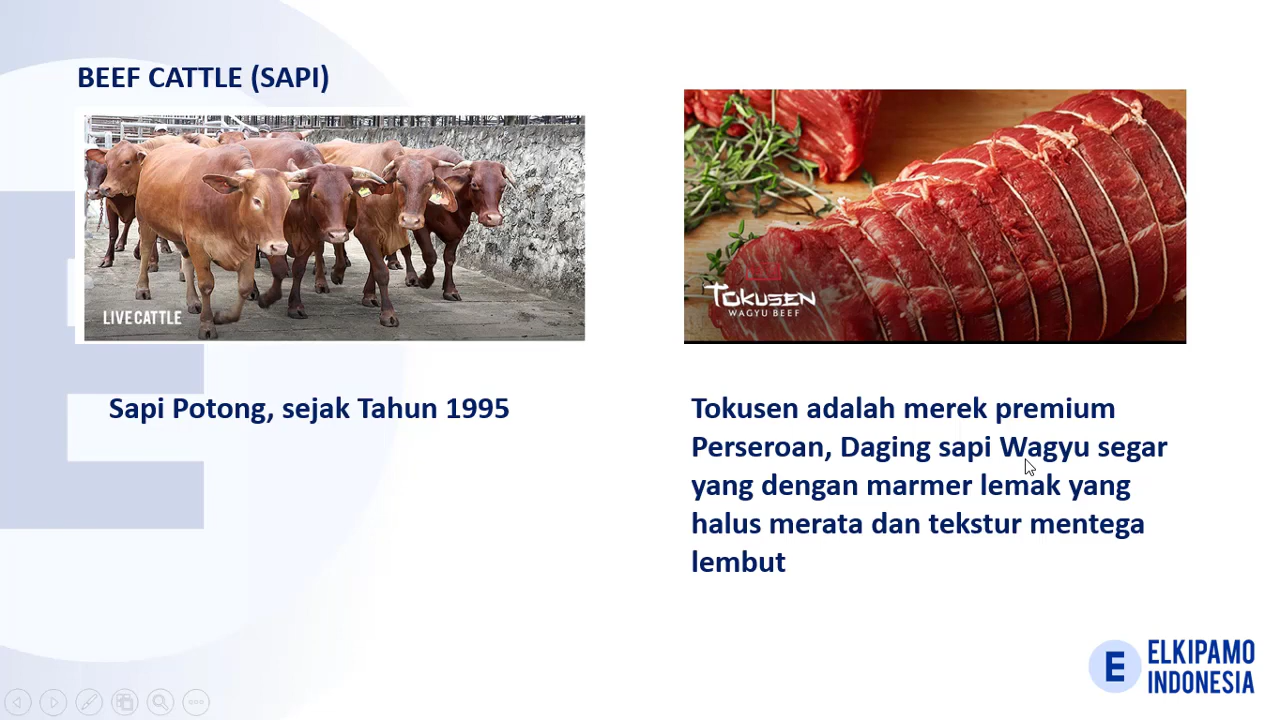 BEEF CATTLE (SAPI)
LIVE CATTLE
Sapi Potong, sejak Tahun 1995
TOKUSEN
WAGYU BEEF
Tokusen adalah merek premium
Perseroan, Daging sapi Wagyu segar
yang dengan marmer lemak yang
halus merata dan tekstur mentega
lembut
E
ELKIPAMO
INDONESIA